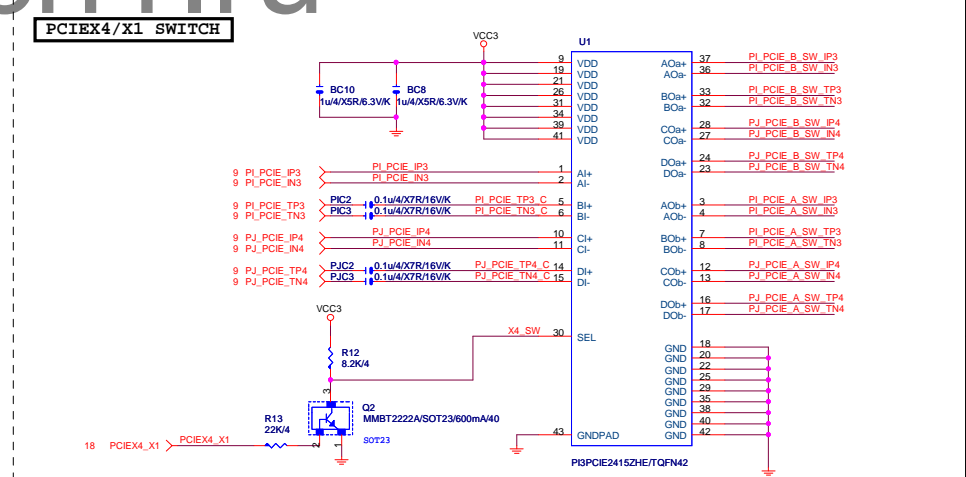 PCIEX4/X1 SWITCH
VCC3
U1
BC10
1u/4/X5R/6.3V/K
BC8
1u/4/X5R/6.3V/K
9 VDD
19 VDD
21 VDD
26 VDD
31 VDD
34 VDD
39 VDD
41 VDD
AOa+ 37 PI_PCIE_B_SW_IP3
AOa- 36 PI_PCIE_B_SW_IN3
BOa+ 33 PI_PCIE_B_SW_TP3
BOa- 32 PI_PCIE_B_SW_TN3
COa+ 28 PJ_PCIE_B_SW_IP4
COa- 27 PJ_PCIE_B_SW_IN4
DOa+ 24 PJ_PCIE_B_SW_TP4
DOa- 23 PJ_PCIE_B_SW_TN4
9 PI_PCIE_IP3 PI_PCIE_IP3 1 AI+
9 PI_PCIE_IN3 PI_PCIE_IN3 2 AI-
9 PI_PCIE_TP3 PIC2 0.1u/4/X7R/16V/K PI_PCIE_TP3_C 5 BI+
9 PI_PCIE_TN3 PIC3 0.1u/4/X7R/16V/K PI_PCIE_TN3_C 6 BI-
9 PJ_PCIE_IP4 PJ_PCIE_IP4 10 CI+
9 PJ_PCIE_IN4 PJ_PCIE_IN4 11 CI-
9 PJ_PCIE_TP4 PJC2 0.1u/4/X7R/16V/K PJ_PCIE_TP4_C 14 DI+
9 PJ_PCIE_TN4 PJC3 0.1u/4/X7R/16V/K PJ_PCIE_TN4_C 15 DI-
AOb+ 3 PI_PCIE_A_SW_IP3
AOb- 4 PI_PCIE_A_SW_IN3
BOb+ 7 PI_PCIE_A_SW_TP3
BOb- 8 PI_PCIE_A_SW_TN3
COb+ 12 PJ_PCIE_A_SW_IP4
COb- 13 PJ_PCIE_A_SW_IN4
DOb+ 16 PJ_PCIE_A_SW_TP4
DOb- 17 PJ_PCIE_A_SW_TN4
VCC3
X4_SW 30 SEL
R12
8.2K/4
GND 18
GND 20
GND 22
GND 25
GND 29
GND 35
GND 38
GND 40
GND 42
3
Q2
MMBT2222A/SOT23/600mA/40
SOT23
R13
22K/4
18 PCIEX4_X1 PCIEX4_X1
2
1
43 GNDPAD
PI3PCIE2415ZHE/TQFN42